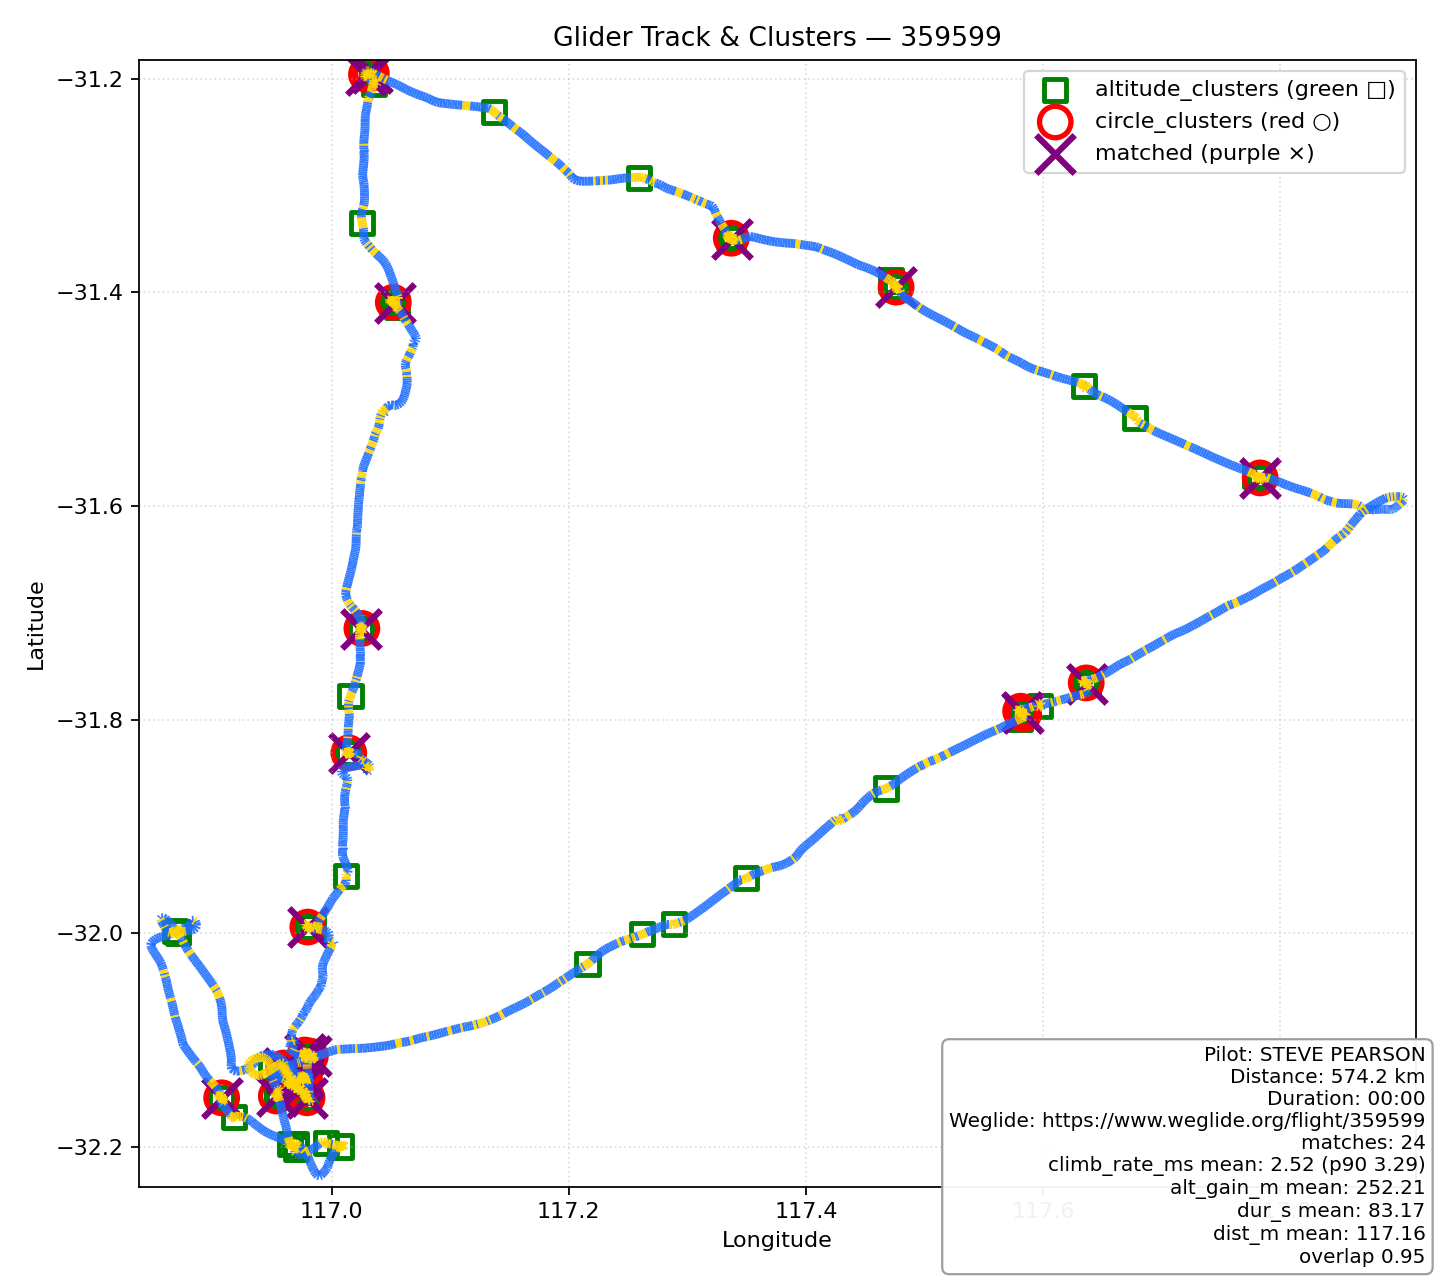 Glider Track & Clusters — 359599
altitude_clusters (green □)
circle_clusters (red ○)
matched (purple ×)
−31.2
−31.4
−31.6
−31.8
−32.0
−32.2
Latitude
117.0
117.2
117.4
117.6
Longitude
Pilot: STEVE PEARSON
Distance: 574.2 km
Duration: 00:00
Weglide: https://www.weglide.org/flight/359599
matches: 24
climb_rate_ms mean: 2.52 (p90 3.29)
alt_gain_m mean: 252.21
dur_s mean: 83.17
dist_m mean: 117.16
overlap 0.95